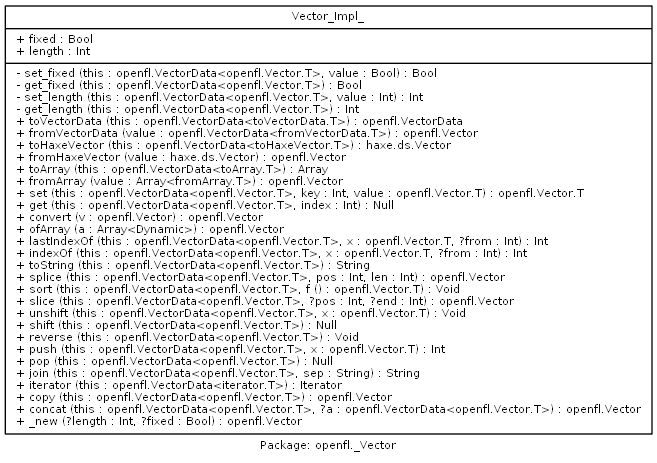 Vector_Impl_
+ fixed : Bool
+ length : Int
- set_fixed (this : openfl.VectorData<openfl.Vector.T>, value : Bool) : Bool
- get_fixed (this : openfl.VectorData<openfl.Vector.T>) : Bool
- set_length (this : openfl.VectorData<openfl.Vector.T>, value : Int) : Int
- get_length (this : openfl.VectorData<openfl.Vector.T>) : Int
+ toVectorData (this : openfl.VectorData<toVectorData.T>) : openfl.VectorData
+ fromVectorData (value : openfl.VectorData<fromVectorData.T>) : openfl.Vector
+ toHaxeVector (this : openfl.VectorData<toHaxeVector.T>) : haxe.ds.Vector
+ fromHaxeVector (value : haxe.ds.Vector) : openfl.Vector
+ toArray (this : openfl.VectorData<toArray.T>) : Array
+ fromArray (value : Array<fromArray.T>) : openfl.Vector
+ set (this : openfl.VectorData<openfl.Vector.T>, key : Int, value : openfl.Vector.T) : openfl.Vector.T
+ get (this : openfl.VectorData<openfl.Vector.T>, index : Int) : Null
+ convert (v : openfl.Vector) : openfl.Vector
+ ofArray (a : Array<Dynamic>) : openfl.Vector
+ lastIndexOf (this : openfl.VectorData<openfl.Vector.T>, x : openfl.Vector.T, ?from : Int) : Int
+ indexOf (this : openfl.VectorData<openfl.Vector.T>, x : openfl.Vector.T, ?from : Int) : Int
+ toString (this : openfl.VectorData<openfl.Vector.T>) : String
+ splice (this : openfl.VectorData<openfl.Vector.T>, pos : Int, len : Int) : openfl.Vector
+ sort (this : openfl.VectorData<openfl.Vector.T>, f () : openfl.Vector.T) : Void
+ slice (this : openfl.VectorData<openfl.Vector.T>, ?pos : Int, ?end : Int) : openfl.Vector
+ unshift (this : openfl.VectorData<openfl.Vector.T>, x : openfl.Vector.T) : Void
+ shift (this : openfl.VectorData<openfl.Vector.T>) : Null
+ reverse (this : openfl.VectorData<openfl.Vector.T>) : Void
+ push (this : openfl.VectorData<openfl.Vector.T>, x : openfl.Vector.T) : Int
+ pop (this : openfl.VectorData<openfl.Vector.T>) : Null
+ join (this : openfl.VectorData<openfl.Vector.T>, sep : String) : String
+ iterator (this : openfl.VectorData<iterator.T>) : Iterator
+ copy (this : openfl.VectorData<openfl.Vector.T>) : openfl.Vector
+ concat (this : openfl.VectorData<openfl.Vector.T>, ?a : openfl.VectorData<openfl.Vector.T>) : openfl.Vector
+ _new (?length : Int, ?fixed : Bool) : openfl.Vector
Package: openfl._Vector